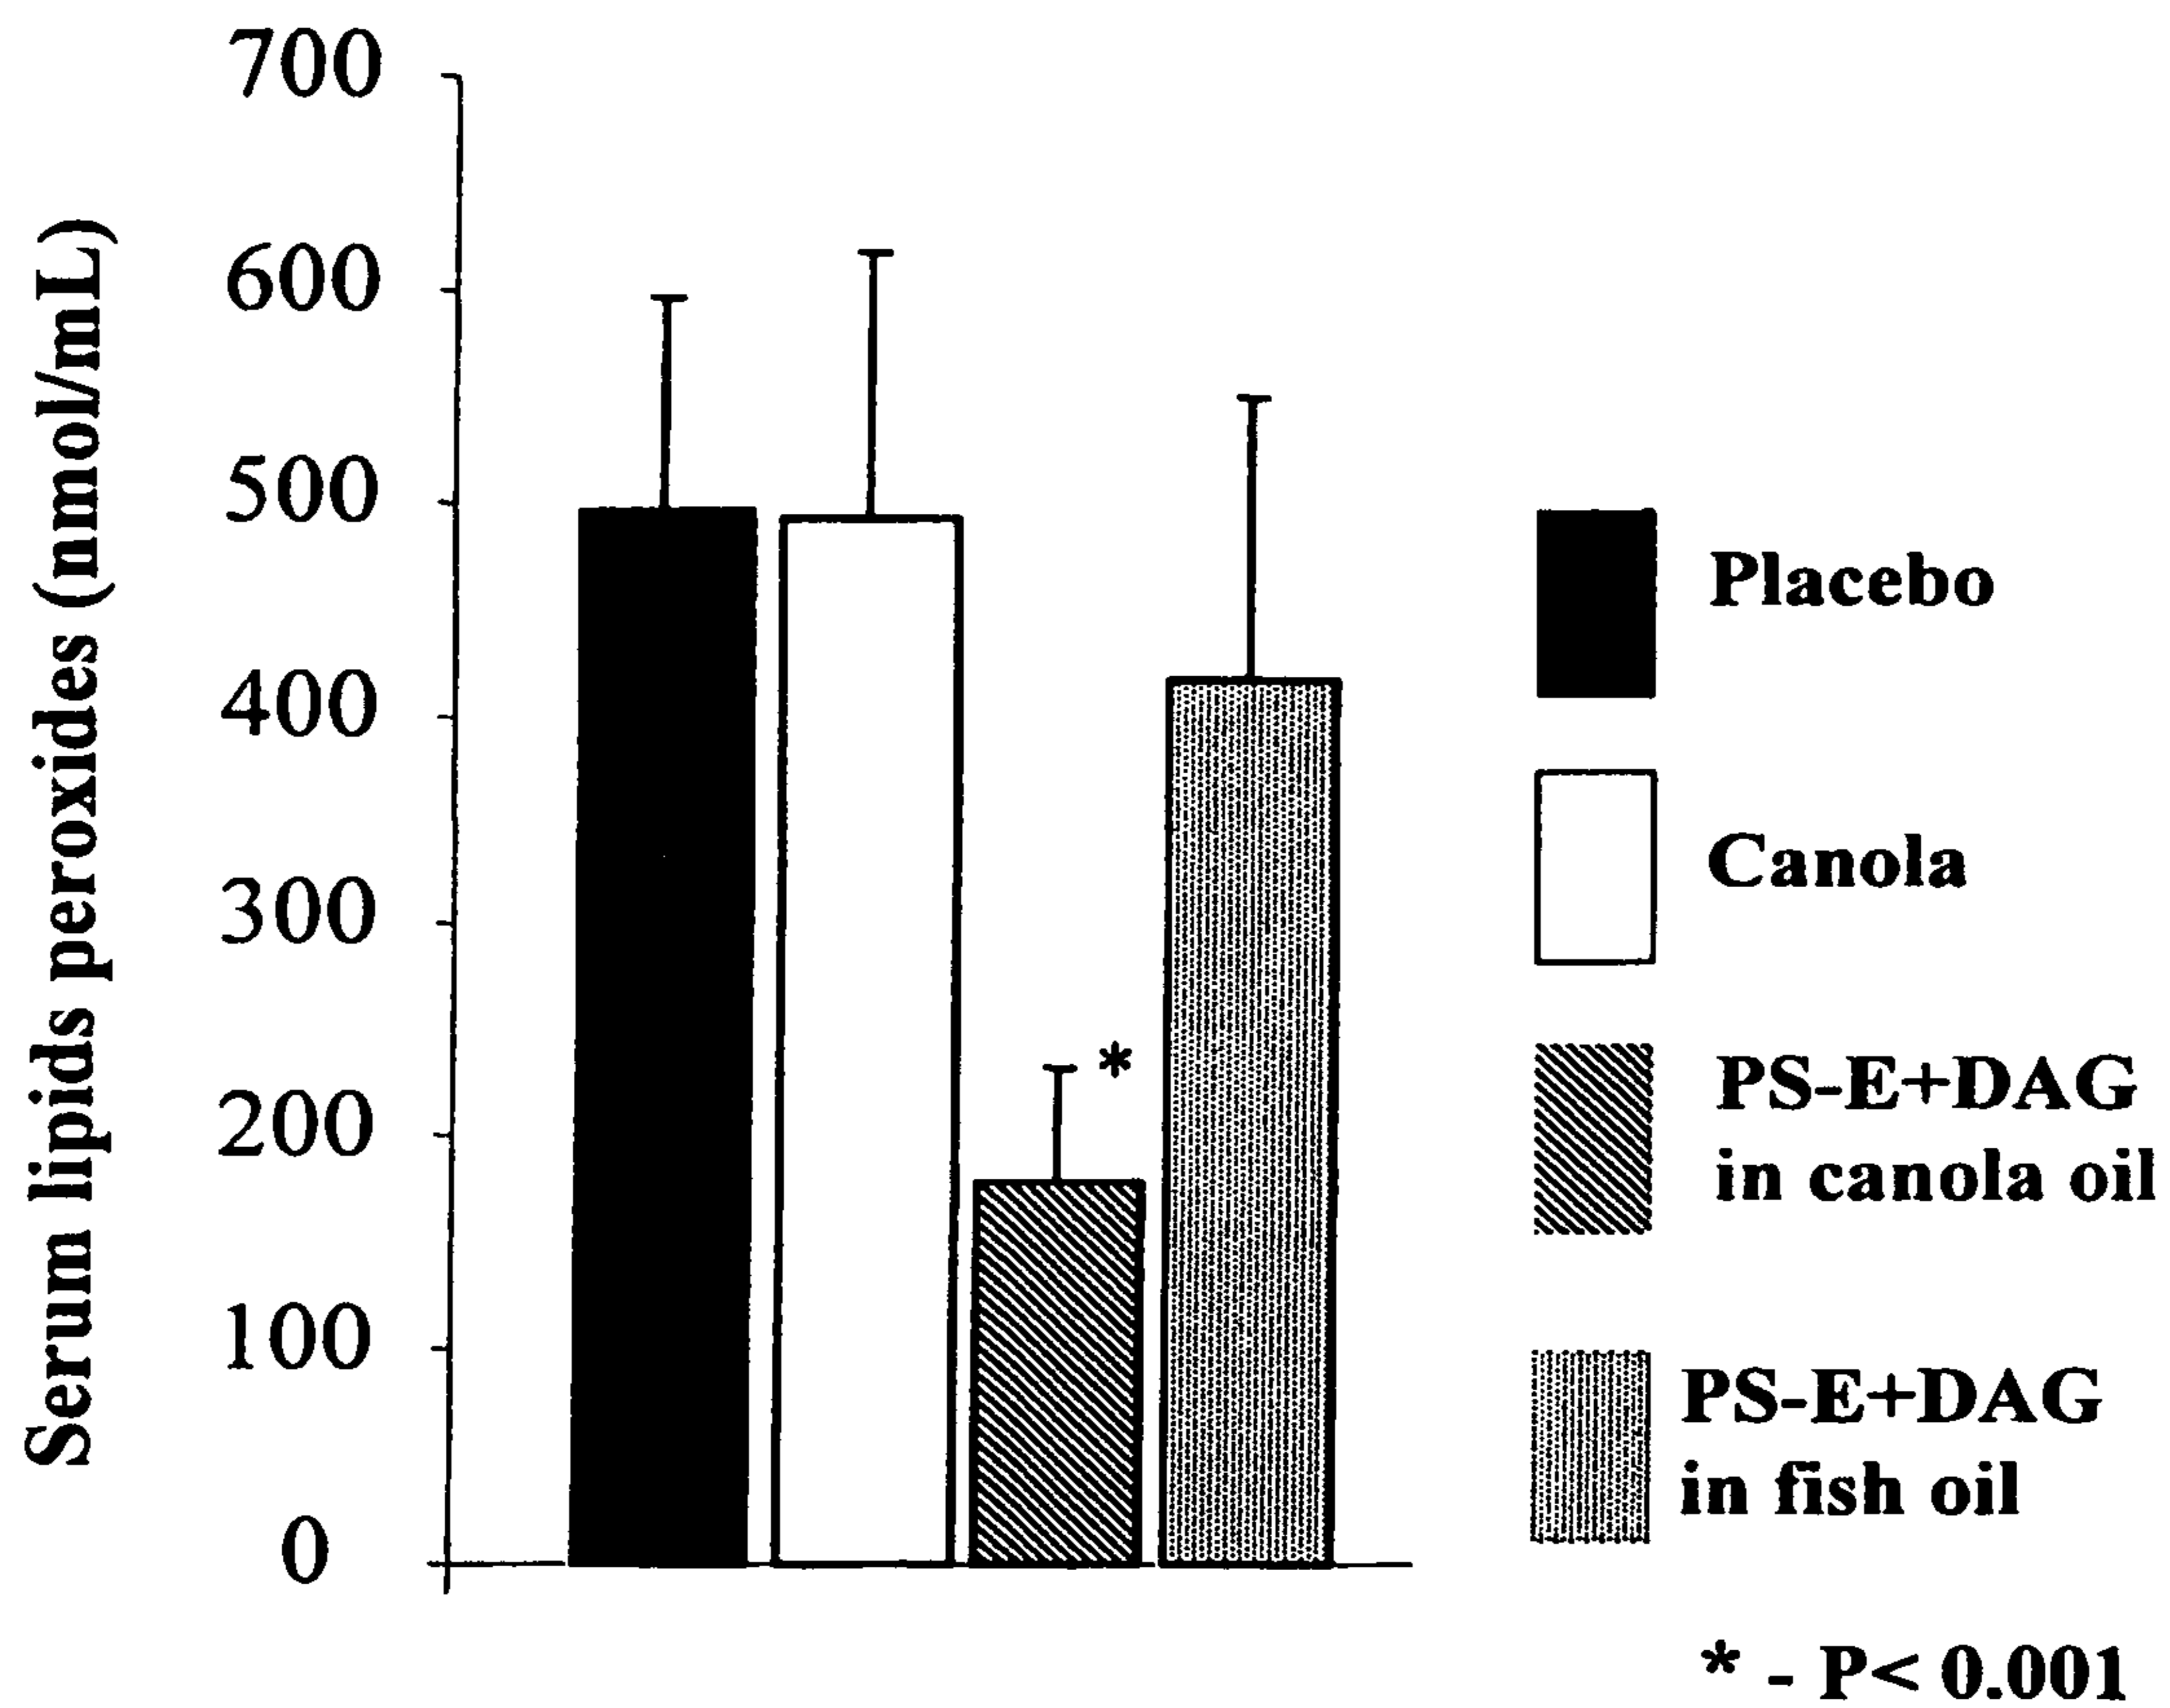 Serum lipids peroxides (nmol/mL)
700
600
500
400
300
200
100
0
*
Placebo
Canola
PS-E+DAG
in canola oil
PS-E+DAG
in fish oil
* - P< 0.001